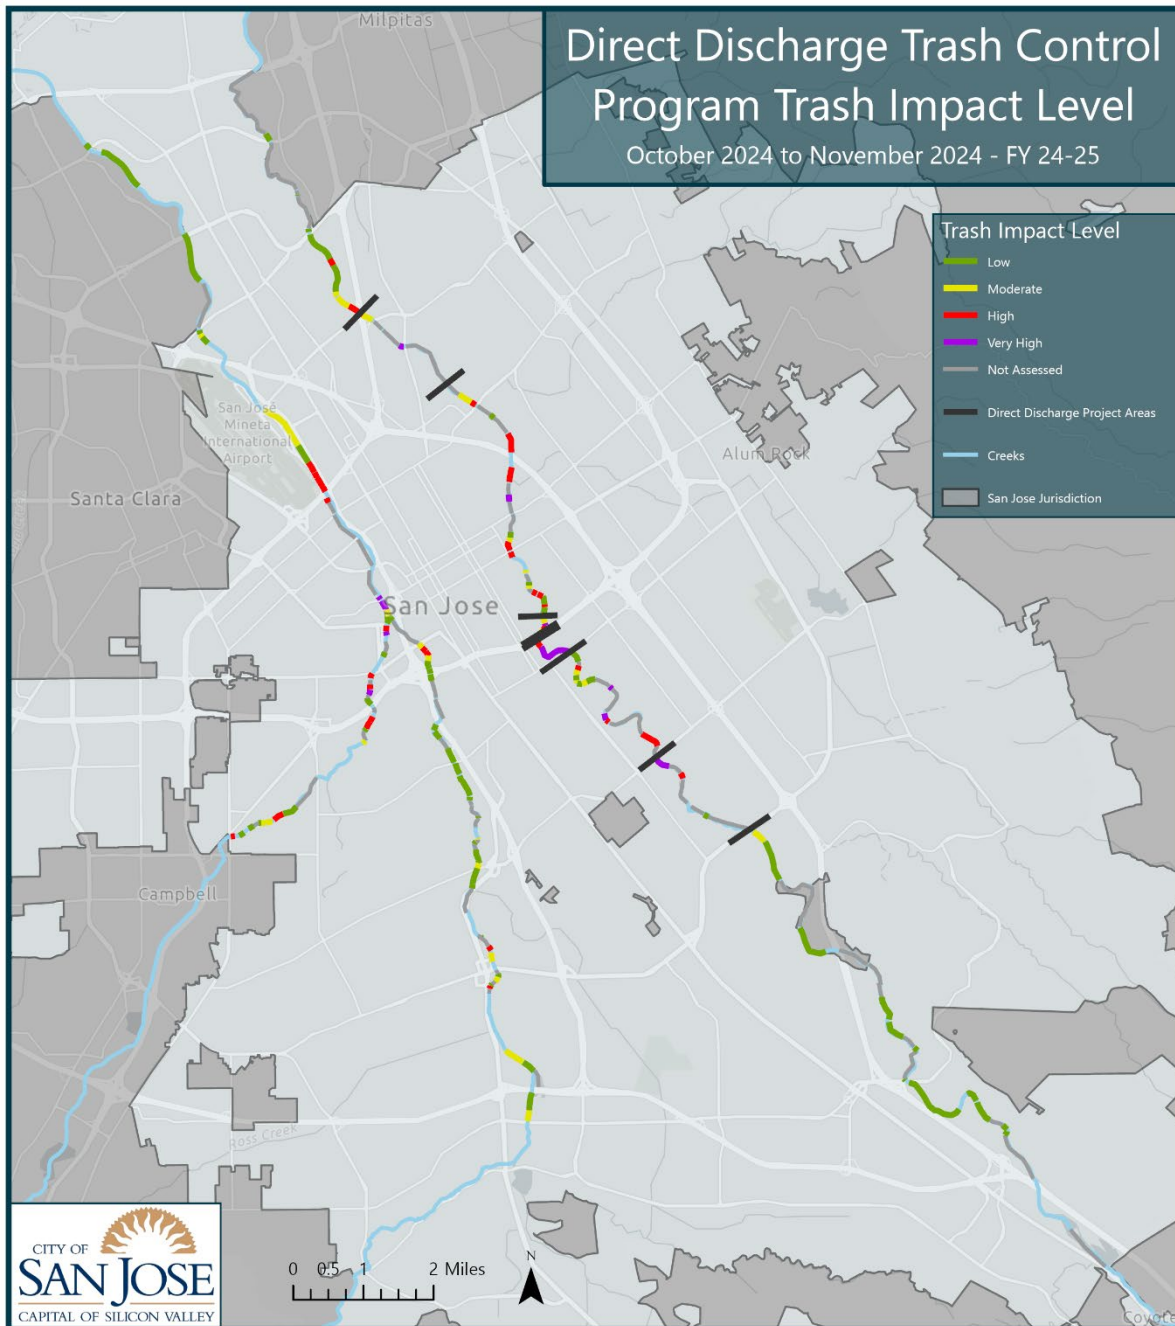 Milpitas
Direct Discharge Trash Control
Program Trash Impact Level
October 2024 to November 2024 - FY 24-25
Trash Impact Level
Low
Moderate
High
Very High
Not Assessed
Direct Discharge Project Areas
Creeks
San Jose Jurisdiction
San José
Mineta
International
Airport
Alum Rock
Santa Clara
San Jose
Campbell
Ross Creek
CITY OF
SAN JOSE
CAPITAL OF SILICON VALLEY
0 0.5 1 2 Miles
N
Coyote